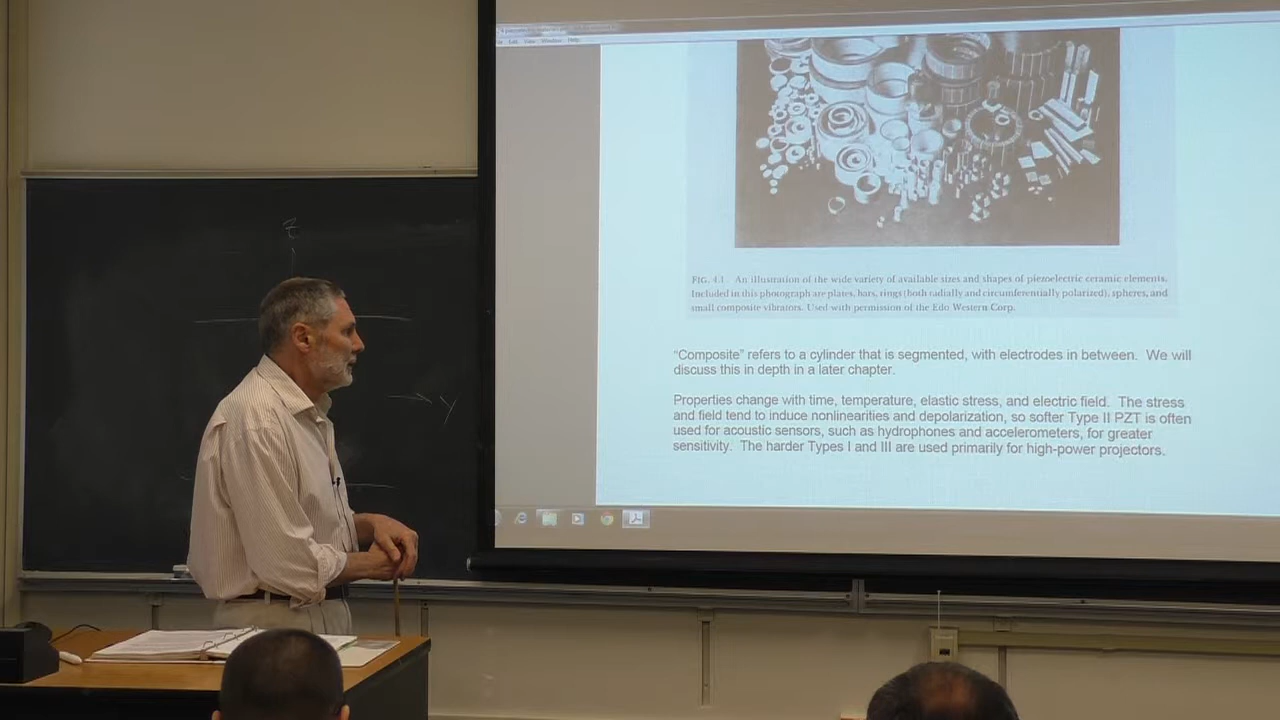 Window Help
FIG. 4.1 An illustration of the wide variety of available sizes and shapes of piezoelectric ceramic elements.
Included in this photograph are plates, bars, rings (both radially and circumferentially polarized), spheres, and
small composite vibrators. Used with permission of the Edo Western Corp.
“Composite” refers to a cylinder that is segmented, with electrodes in between. We will
discuss this in depth in a later chapter.
Properties change with time, temperature, elastic stress, and electric field. The stress
and field tend to induce nonlinearities and depolarization, so softer Type II PZT is often
used for acoustic sensors, such as hydrophones and accelerometers, for greater
sensitivity. The harder Types I and III are used primarily for high-power projectors.
z
y